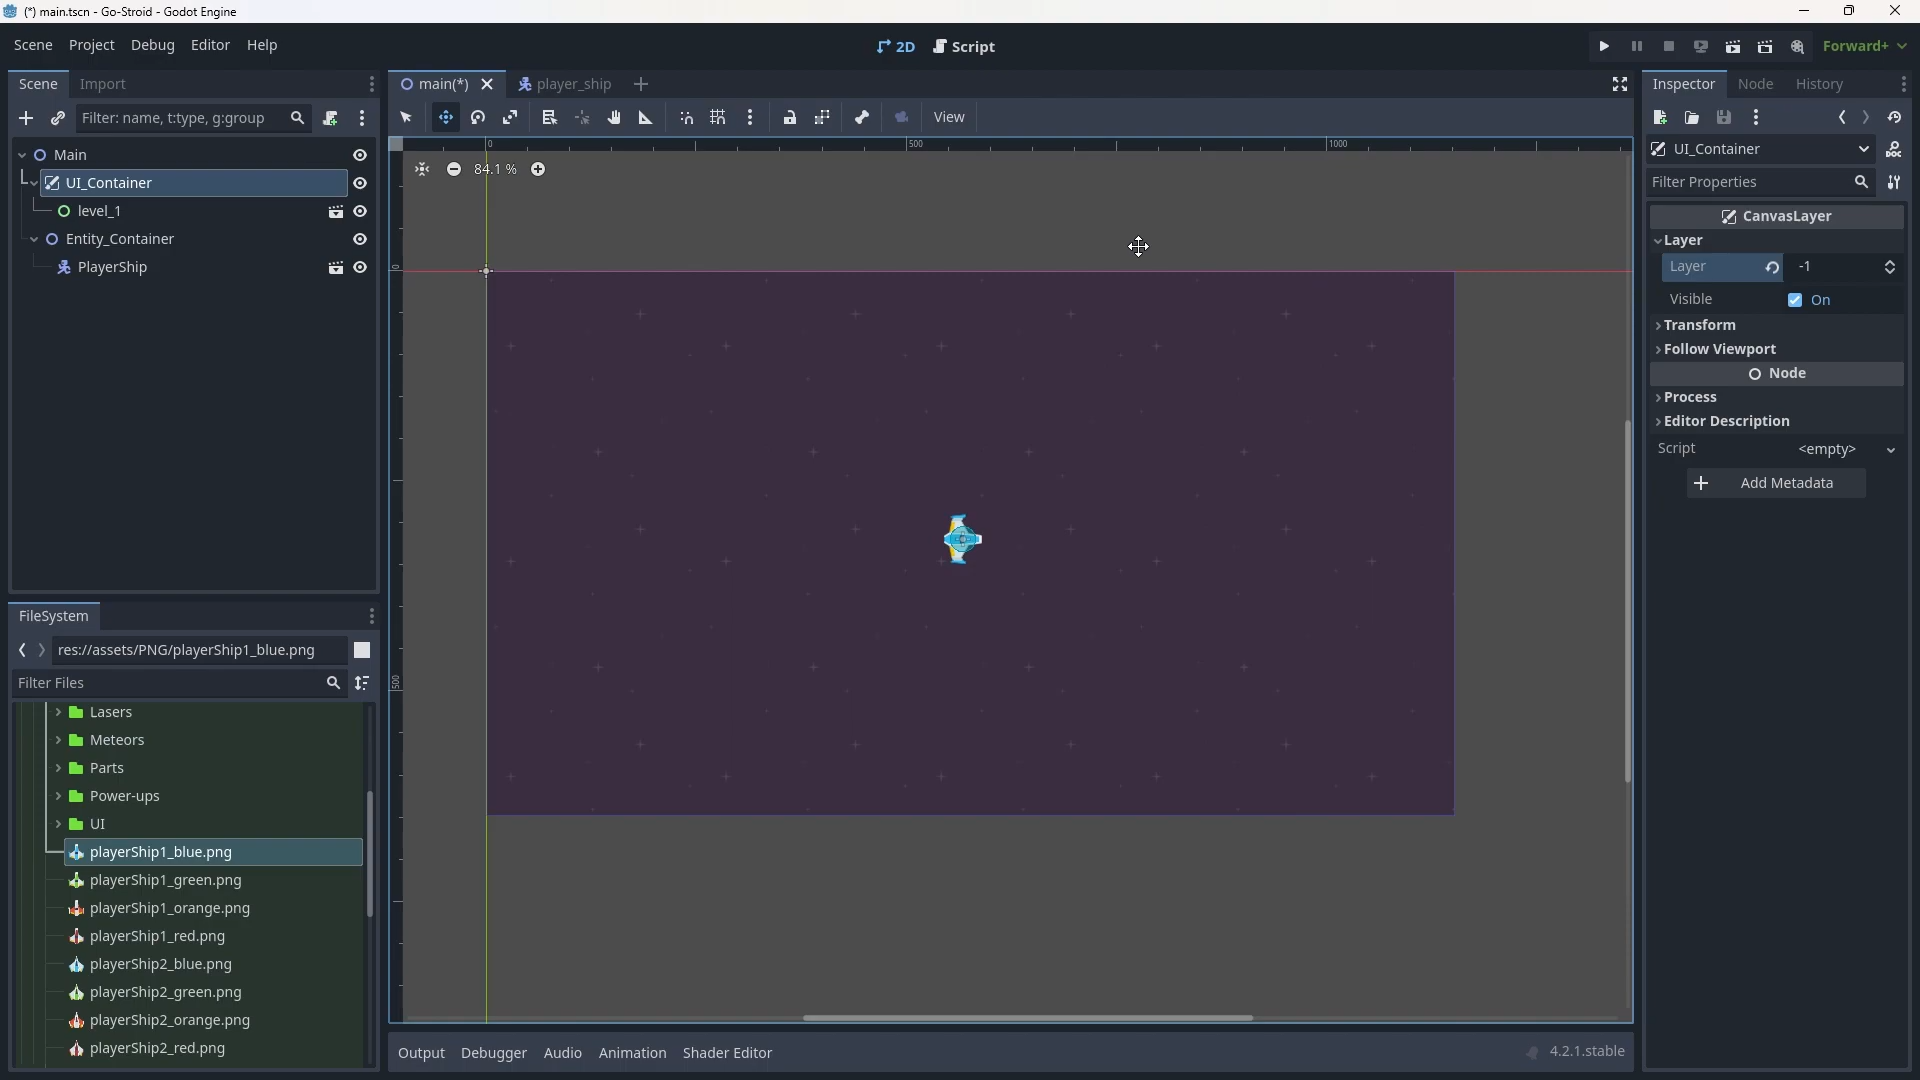 (*) main.tscn - Go-Stroid - Godot Engine
Scene Project Debug Editor Help
2D Script
Forward+
Scene Import
Filter: name, t:type, g:group
Main
UI_Container
level_1
Entity_Container
PlayerShip
FileSystem
res://assets/PNG/playerShip1_blue.png
Filter Files
Lasers
Meteors
Parts
Power-ups
UI
playerShip1_blue.png
playerShip1_green.png
playerShip1_orange.png
playerShip1_red.png
playerShip2_blue.png
playerShip2_green.png
playerShip2_orange.png
playerShip2_red.png
main(*) player_ship
View
0 500 1000
84.1 %
0
500
Output Debugger Audio Animation Shader Editor
4.2.1.stable
Inspector Node History
UI_Container
DOC
Filter Properties
CanvasLayer
Layer
Layer -1
Visible On
Transform
Follow Viewport
Node
Process
Editor Description
Script <empty>
Add Metadata